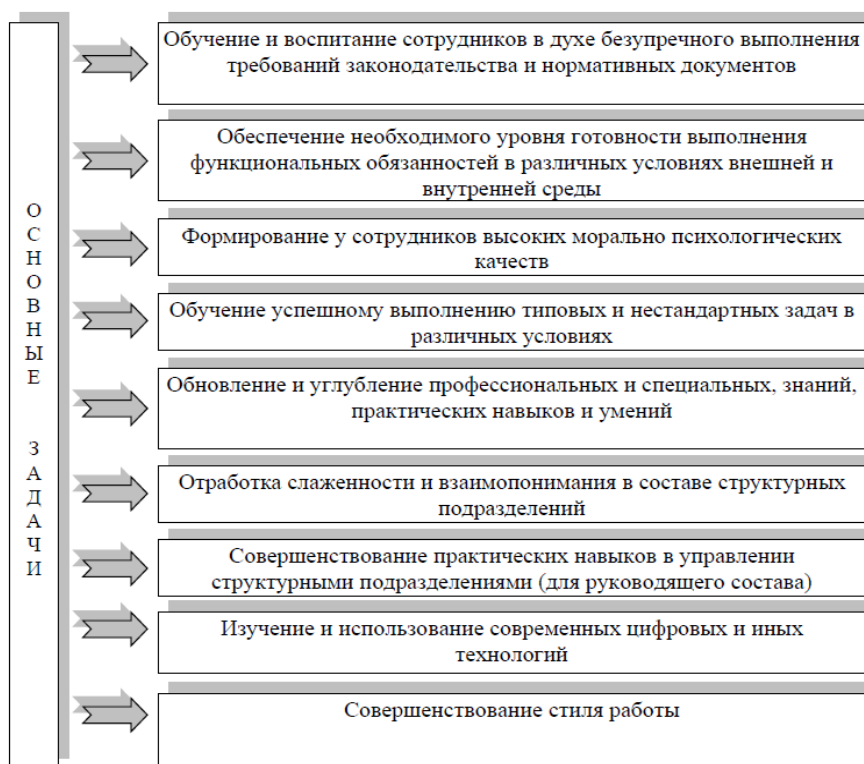 ОСНОВНЫЕ ЗАДАЧИ
Обучение и воспитание сотрудников в духе безупречного выполнения
требований законодательства и нормативных документов
Обеспечение необходимого уровня готовности выполнения
функциональных обязанностей в различных условиях внешней и
внутренней среды
Формирование у сотрудников высоких морально психологических
качеств
Обучение успешному выполнению типовых и нестандартных задач в
различных условиях
Обновление и углубление профессиональных и специальных, знаний,
практических навыков и умений
Отработка слаженности и взаимопонимания в составе структурных
подразделений
Совершенствование практических навыков в управлении
структурными подразделениями (для руководящего состава)
Изучение и использование современных цифровых и иных
технологий
Совершенствование стиля работы